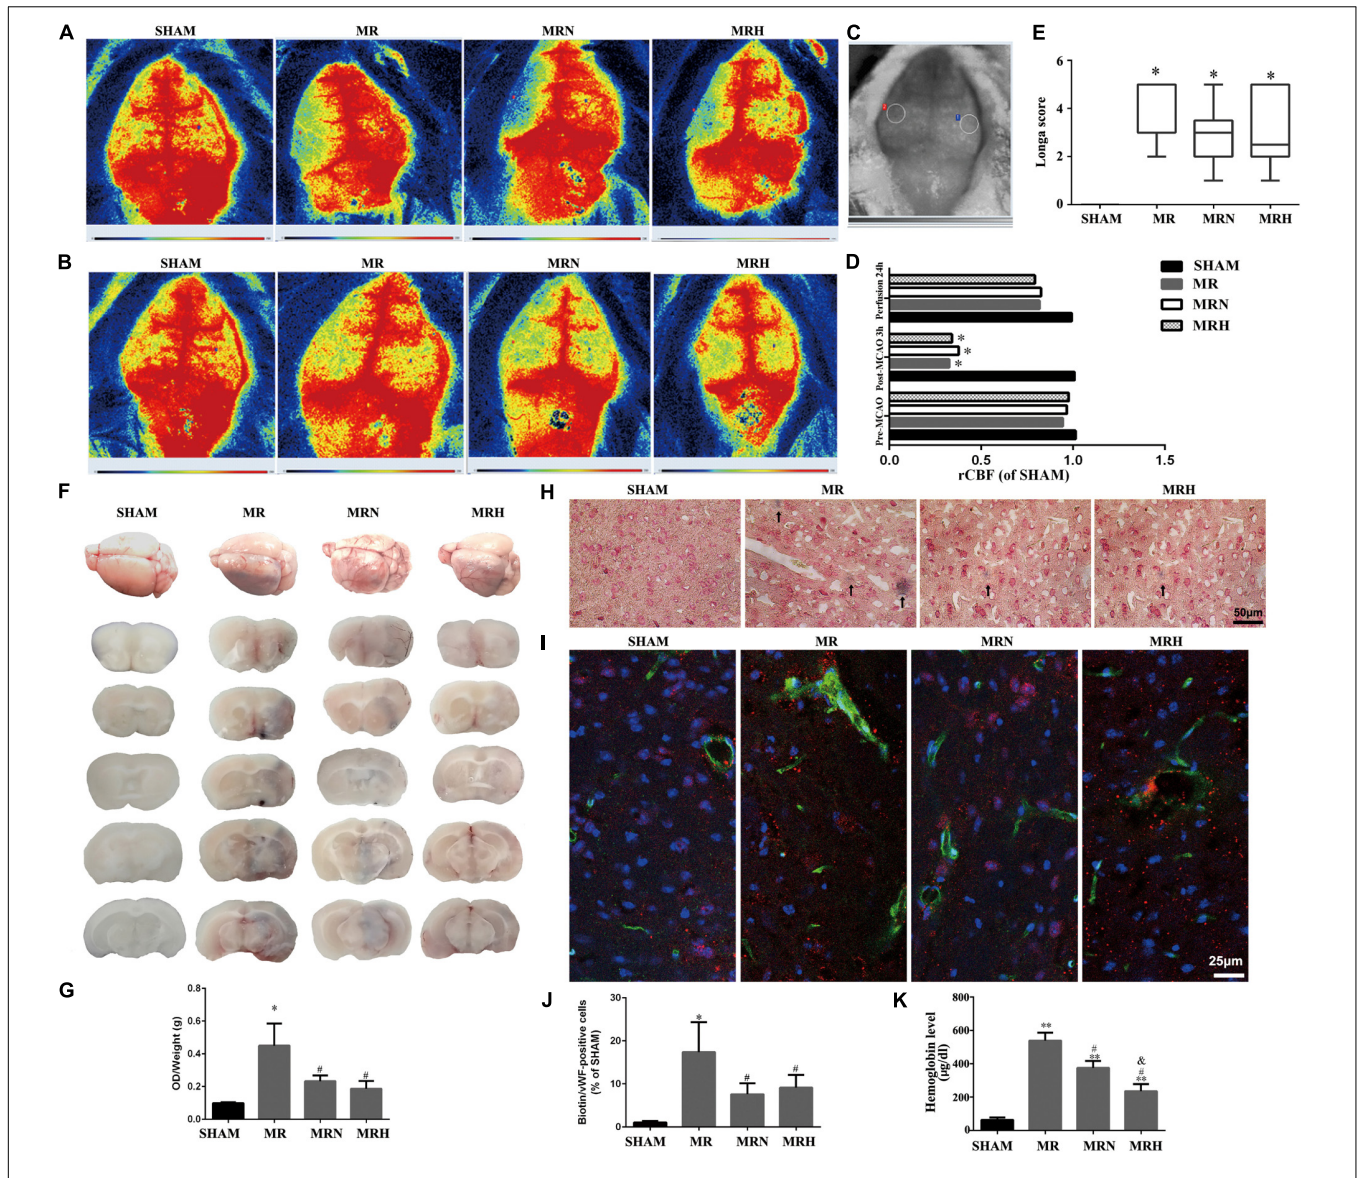 A
SHAM MR MRN MRH
B
SHAM MR MRN MRH
C
E
Longa score
6
4
2
0
* * *
SHAM MR MRN MRH
D
Perfusion 24h
Post-MCAO 3h
Pre-MCAO
*
*
*
0.0 0.5 1.0 1.5
rCBF (of SHAM)
SHAM
MR
MRN
MRH
F
SHAM MR MRN MRH
G
OD/Weight (g)
0.8
0.6
0.4
0.2
0.0
* # #
SHAM MR MRN MRH
H
SHAM MR MRH
50μm
I
SHAM MR MRN MRH
25μm
J
Biotin/vWF-positive cells
(% of SHAM)
30
20
10
0
* # #
SHAM MR MRN MRH
K
Hemoglobin level
(μg/dl)
800
600
400
200
0
**
#
**
&
#
**
SHAM MR MRN MRH